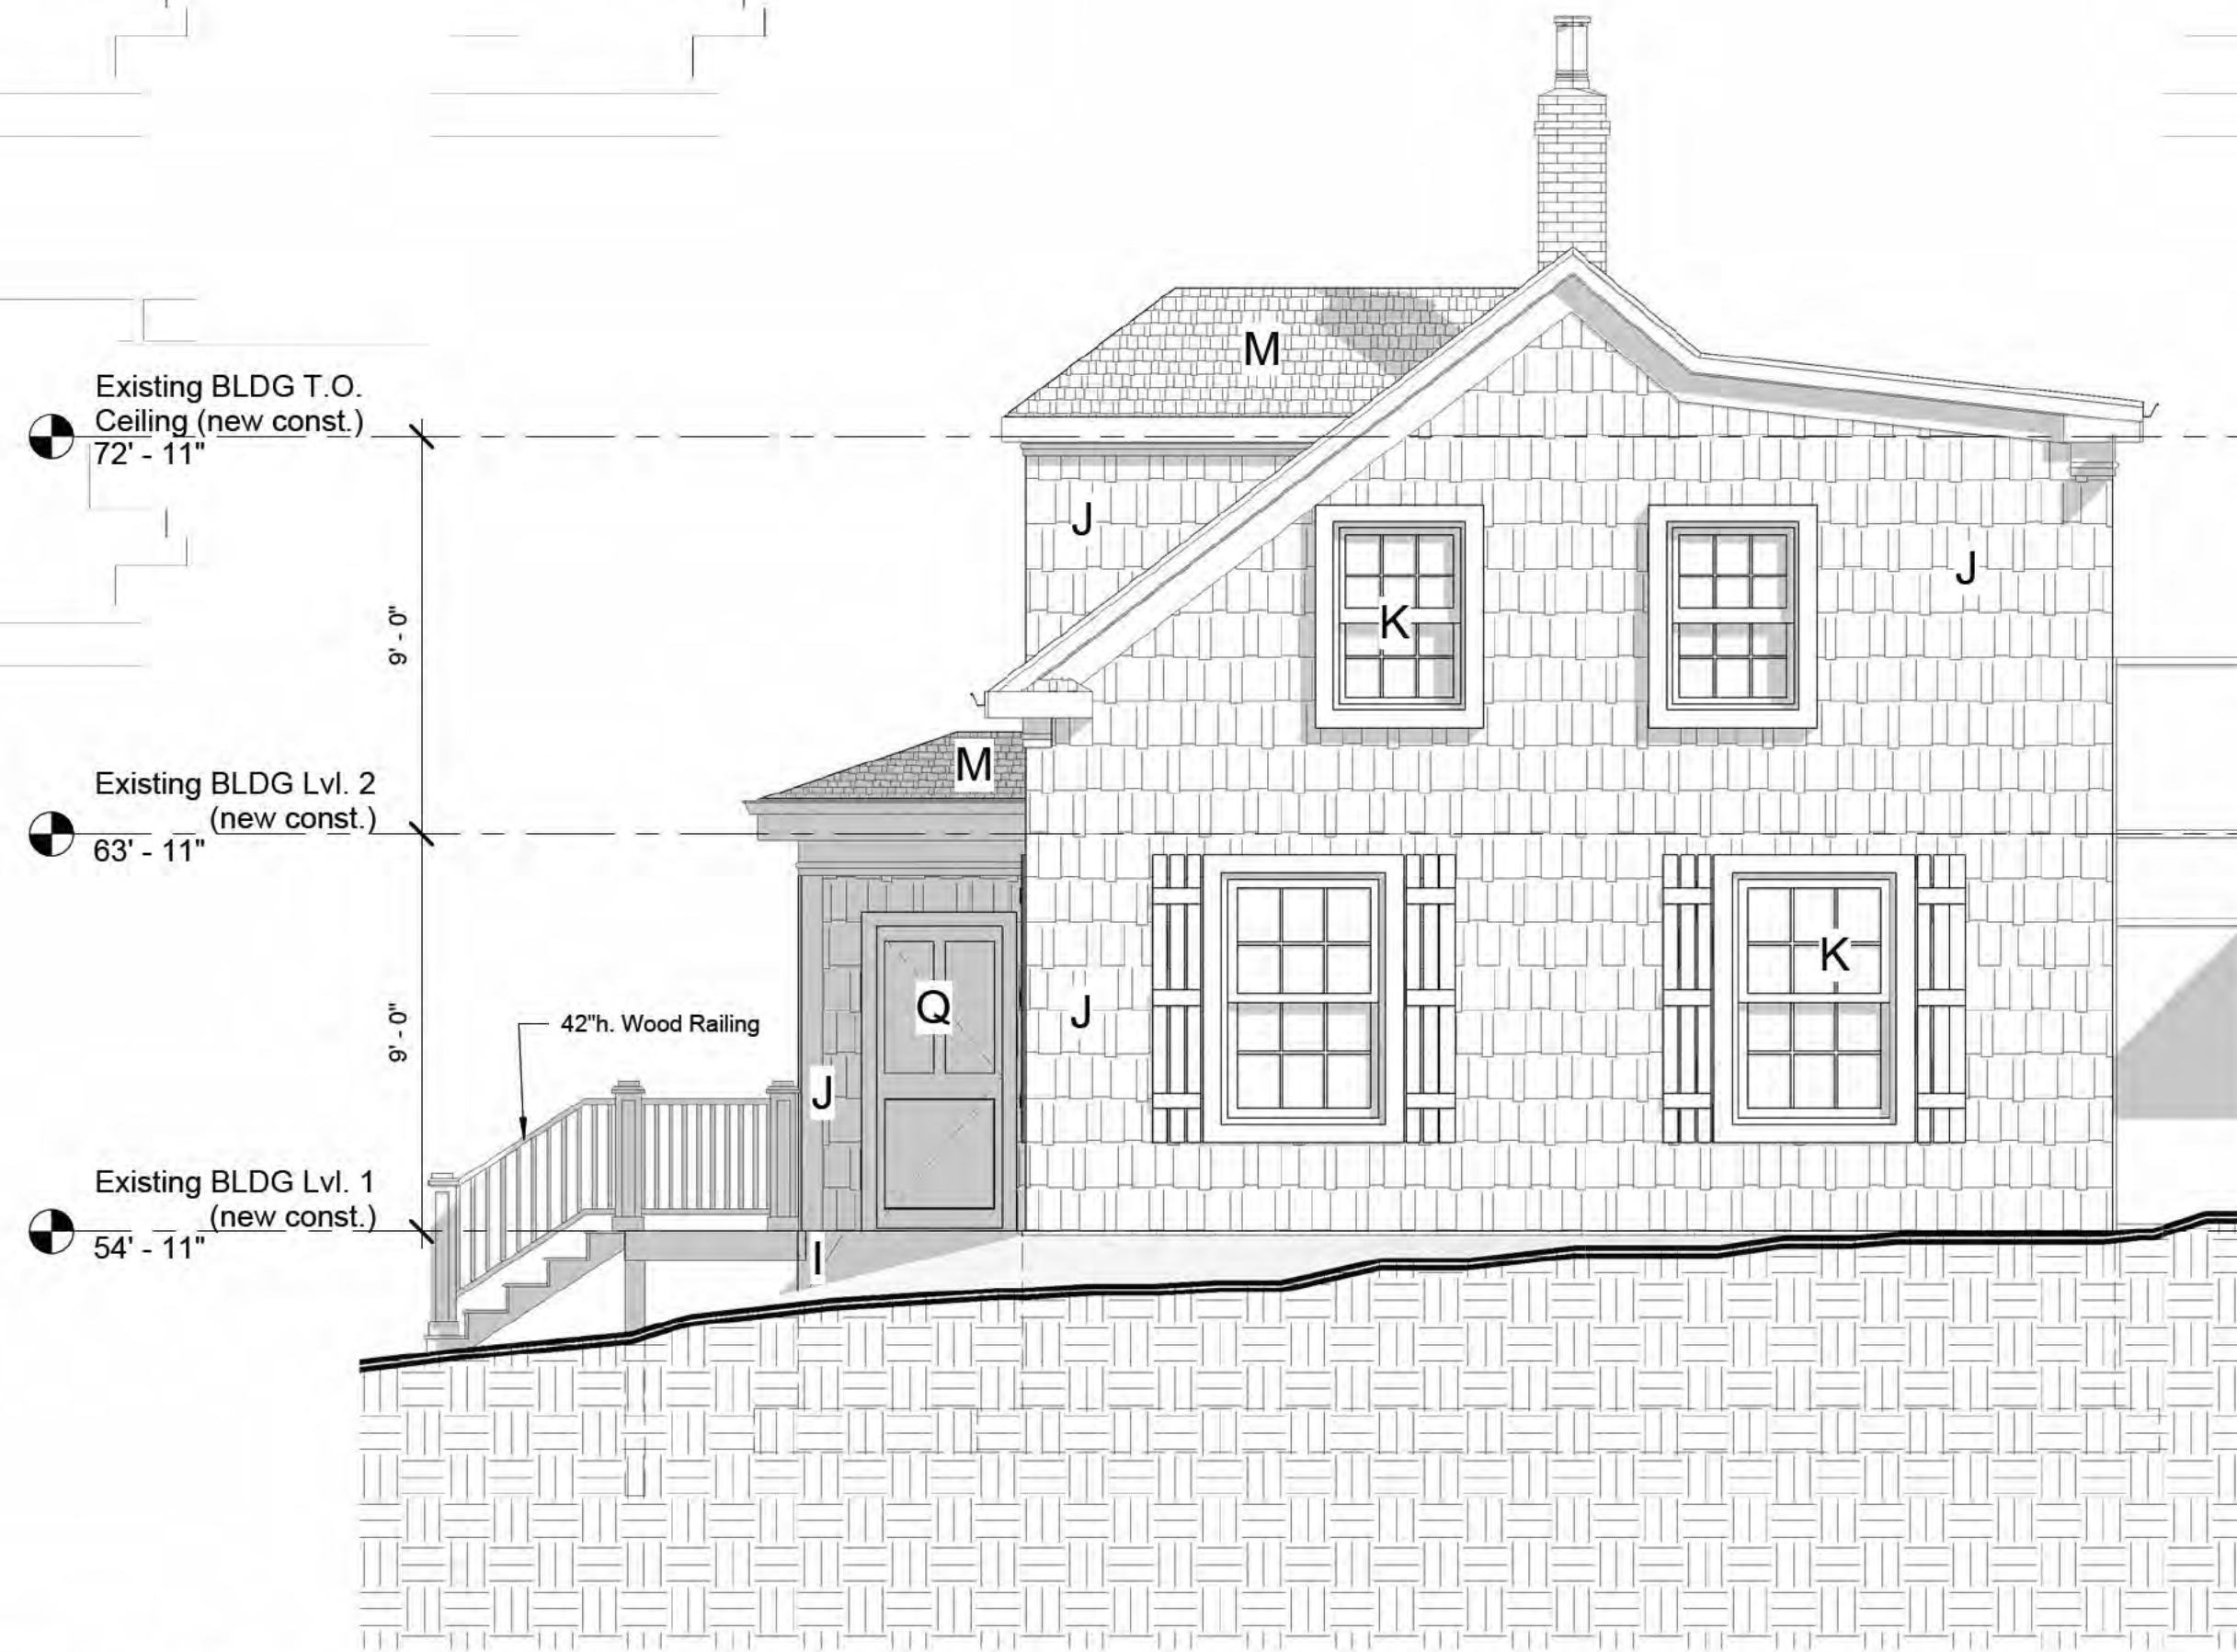 M
Existing BLDG T.O.
Ceiling (new const.)
72' - 11"
J
J
9' - 0"
K
M
Existing BLDG Lvl. 2
(new const.)
63' - 11"
K
Q
J
42"h. Wood Railing
9' - 0"
J
Existing BLDG Lvl. 1
(new const.)
54' - 11"
I